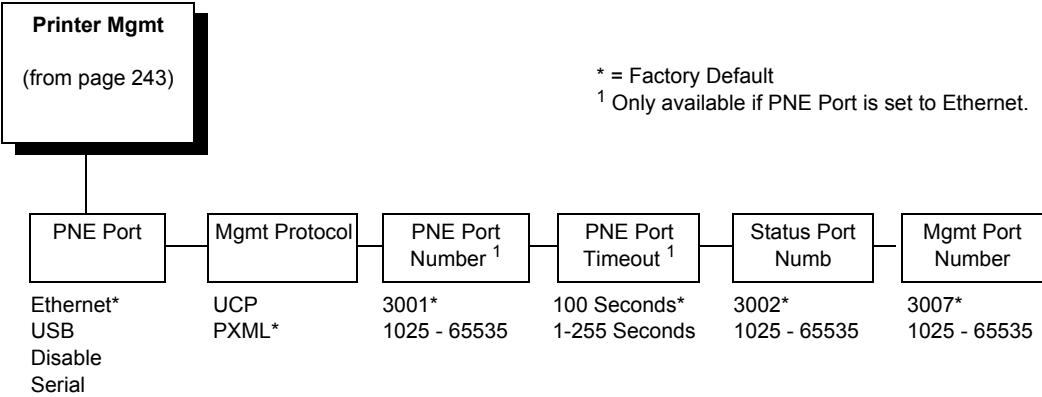 Printer Mgmt
(from page 243)
* = Factory Default
1 Only available if PNE Port is set to Ethernet.
PNE Port
Ethernet*
USB
Disable
Serial
Mgmt Protocol
UCP
PXML*
PNE Port
Number 1
3001*
1025 - 65535
PNE Port
Timeout 1
100 Seconds*
1-255 Seconds
Status Port
Numb
3002*
1025 - 65535
Mgmt Port
Number
3007*
1025 - 65535